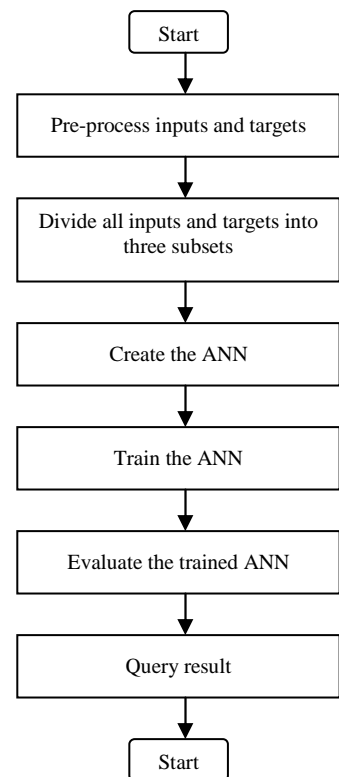 Start
Pre-process inputs and targets
Divide all inputs and targets into
three subsets
Create the ANN
Train the ANN
Evaluate the trained ANN
Query result
Start